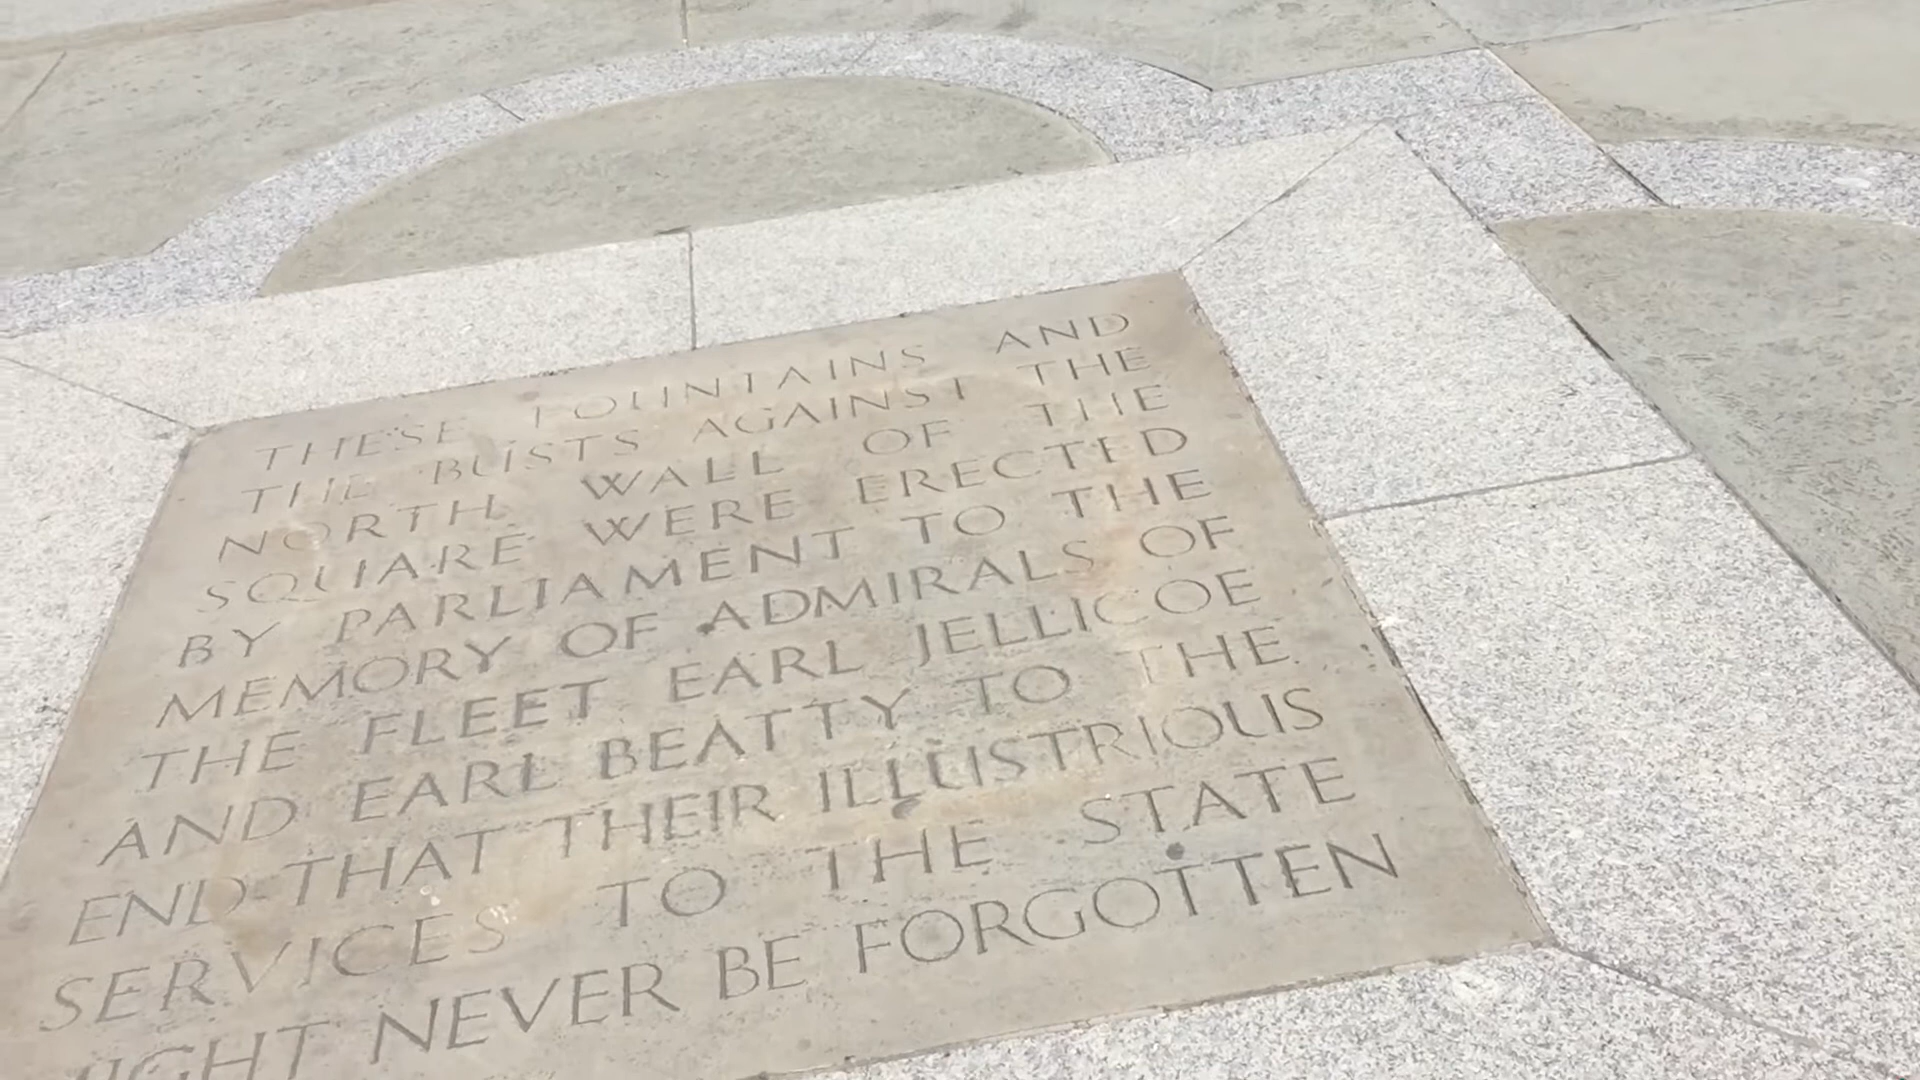 THESE FOUNTAINS AND
THE BUSTS AGAINST THE
NORTH WALL OF THE
SQUARE WERE ERECTED
BY PARLIAMENT TO THE
MEMORY OF ADMIRALS OF
THE FLEET EARL JELLICOE
AND EARL BEATTY TO THE
END THAT THEIR ILLUSTRIOUS
SERVICES TO THE STATE
MIGHT NEVER BE FORGOTTEN